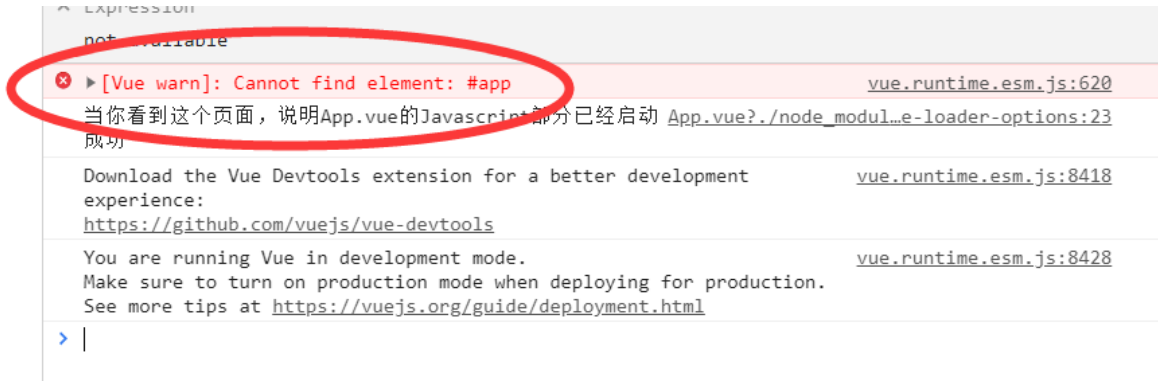 Expression
not available
[Vue warn]: Cannot find element: #app vue.runtime.esm.js:620
当你看到这个页面，说明App.vue的Javascript部分已经启动 App.vue?./node_modul…e-loader-options:23
成功
Download the Vue Devtools extension for a better development vue.runtime.esm.js:8418
experience:
https://github.com/vuejs/vue-devtools
You are running Vue in development mode. vue.runtime.esm.js:8428
Make sure to turn on production mode when deploying for production.
See more tips at https://vuejs.org/guide/deployment.html